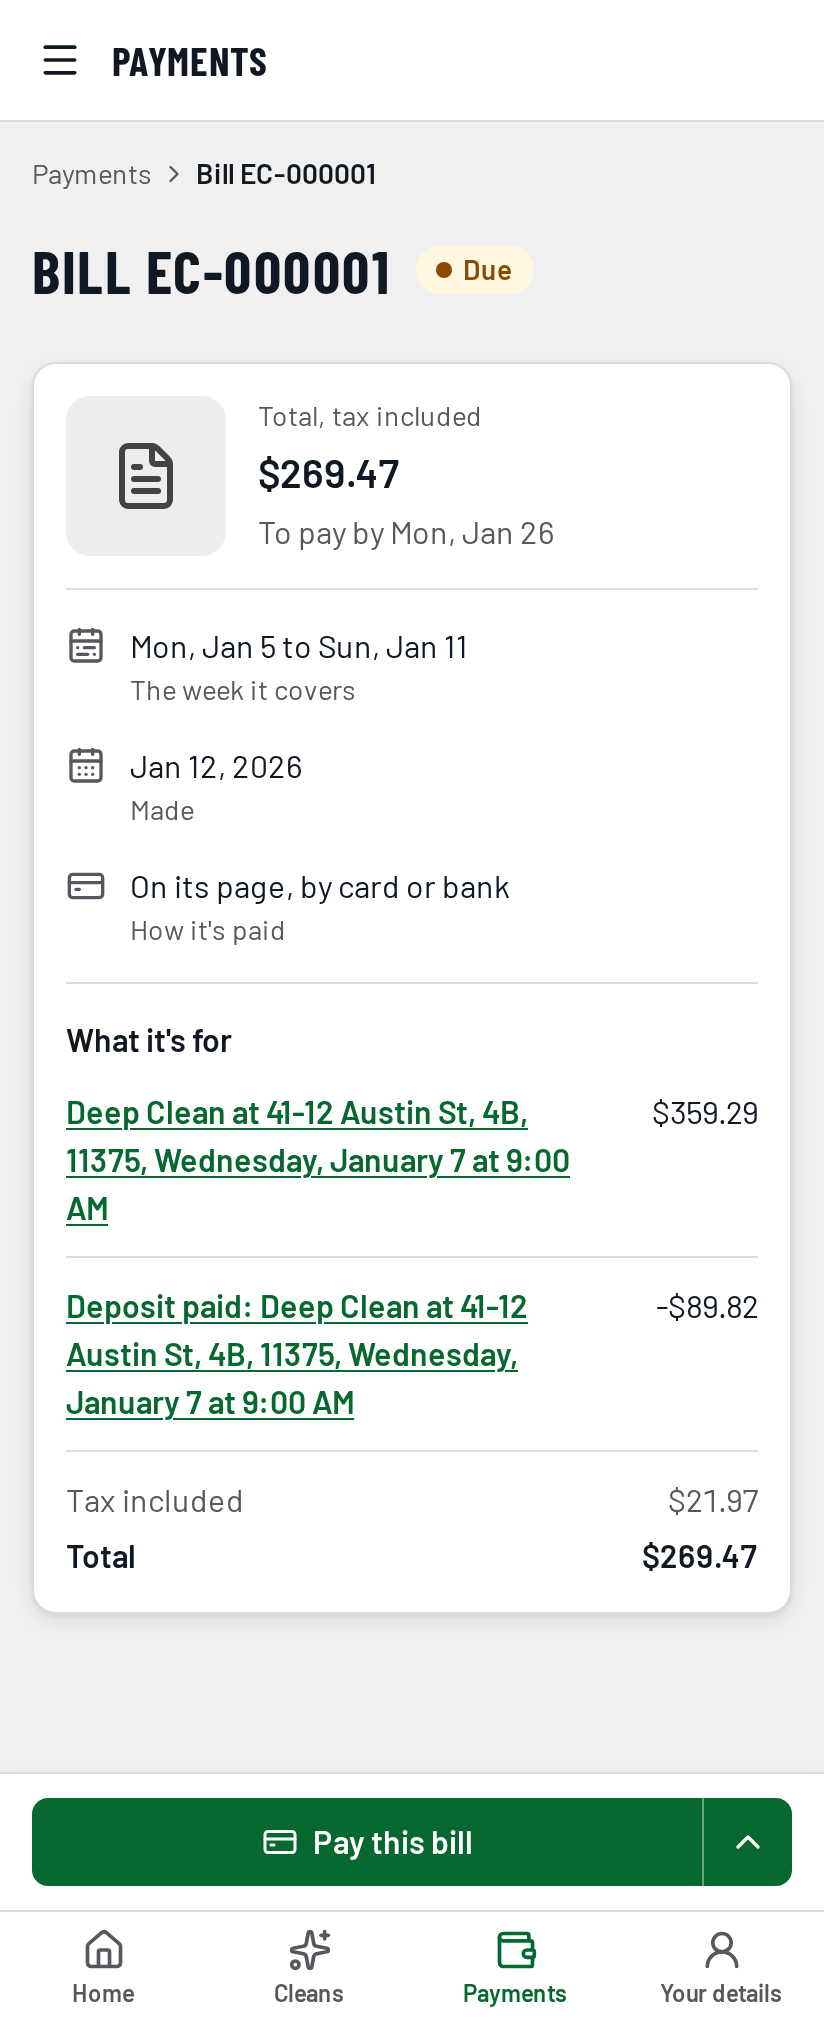 PAYMENTS
Payments > Bill EC-000001
BILL EC-000001
Due
Total, tax included
$269.47
To pay by Mon, Jan 26
Mon, Jan 5 to Sun, Jan 11
The week it covers
Jan 12, 2026
Made
On its page, by card or bank
How it's paid
What it's for
Deep Clean at 41-12 Austin St, 4B, $359.29
11375, Wednesday, January 7 at 9:00
AM
Deposit paid: Deep Clean at 41-12 -$89.82
Austin St, 4B, 11375, Wednesday,
January 7 at 9:00 AM
Tax included $21.97
Total $269.47
Pay this bill
Home Cleans Payments Your details